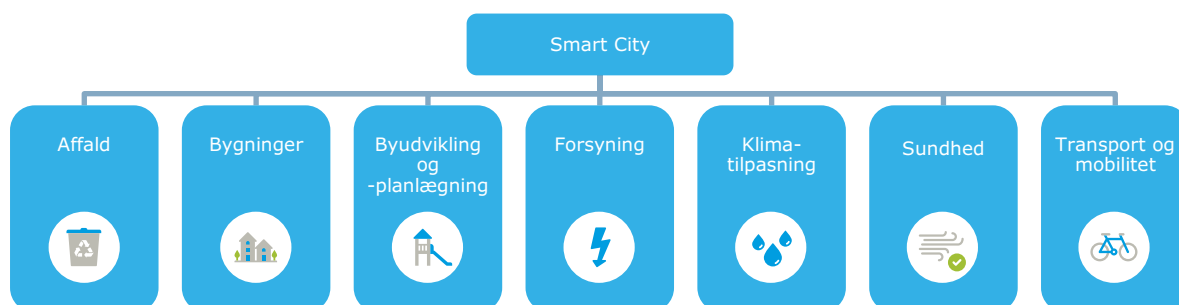 Smart City
Affald
Bygninger
Byudvikling
og
-planlægning
Forsyning
Klima-
tilpasning
Sundhed
Transport og
mobilitet